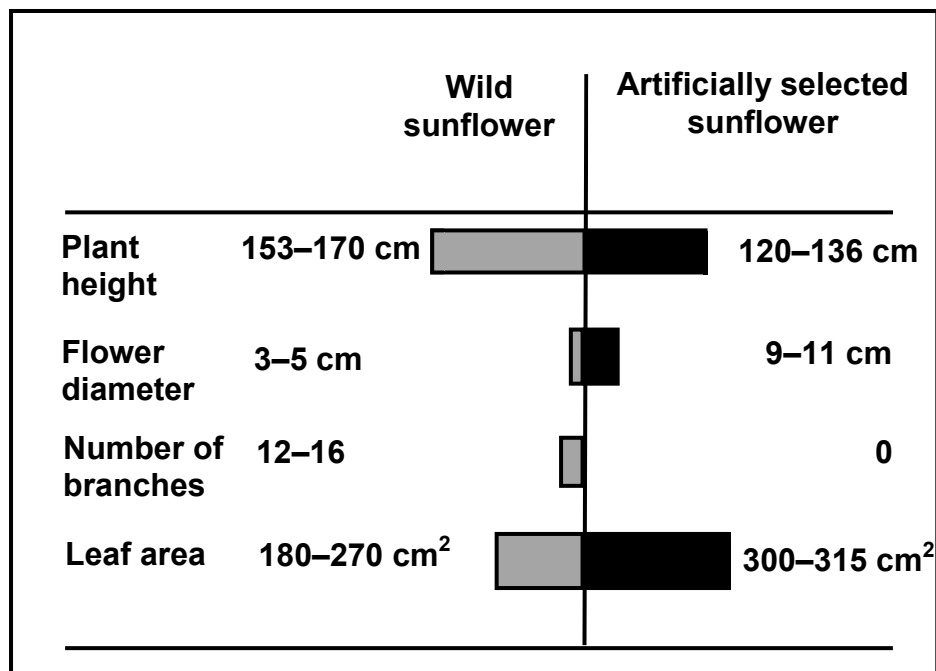 Wild
sunflower
Artificially selected
sunflower
Plant
height
153–170 cm
120–136 cm
Flower
diameter
3–5 cm
9–11 cm
Number of
branches
12–16
0
Leaf area
180–270 cm²
300–315 cm²